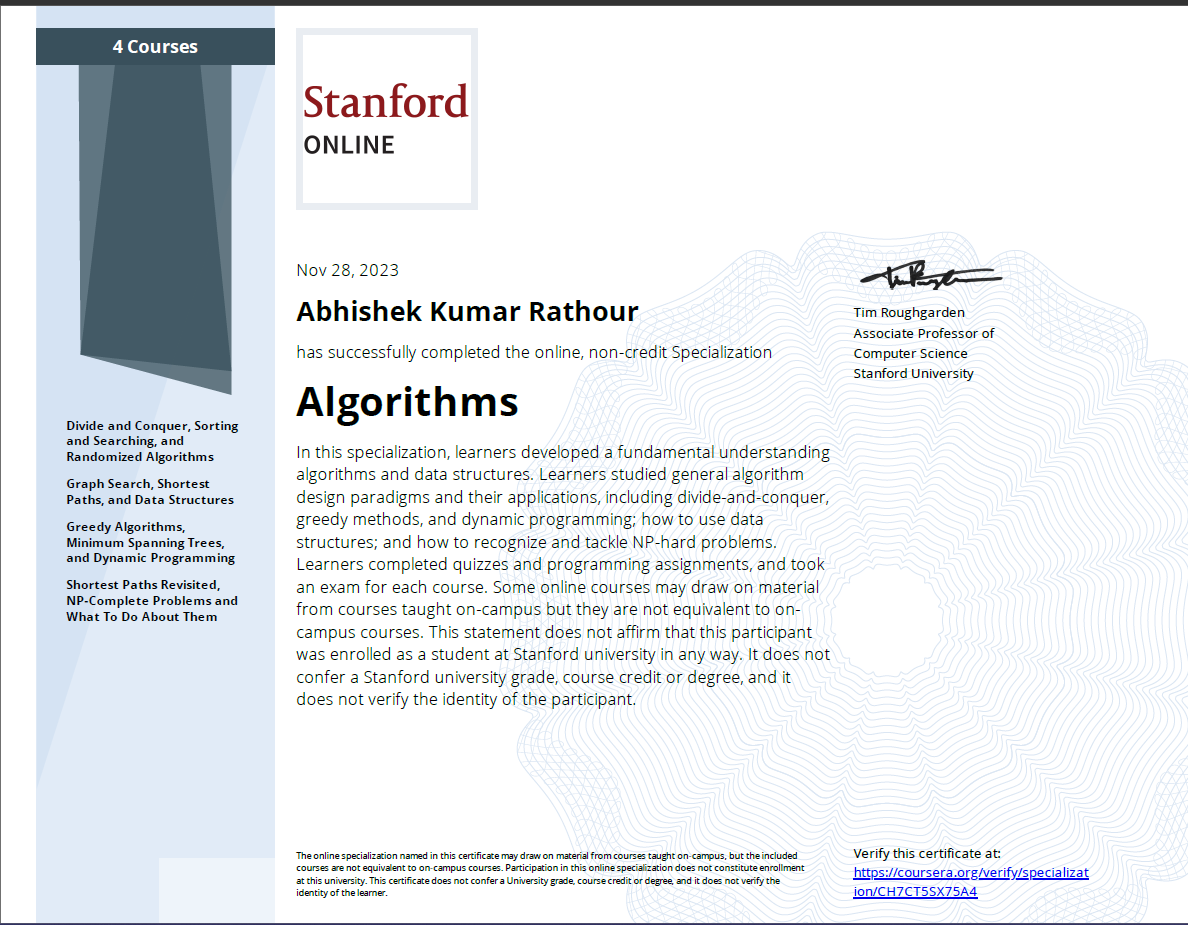 4 Courses
Stanford
ONLINE
Nov 28, 2023
Abhishek Kumar Rathour
has successfully completed the online, non-credit Specialization
Algorithms
In this specialization, learners developed a fundamental understanding
algorithms and data structures. Learners studied general algorithm
design paradigms and their applications, including divide-and-conquer,
greedy methods, and dynamic programming; how to use data
structures; and how to recognize and tackle NP-hard problems.
Learners completed quizzes and programming assignments, and took
an exam for each course. Some online courses may draw on material
from courses taught on-campus but they are not equivalent to on-
campus courses. This statement does not affirm that this participant
was enrolled as a student at Stanford university in any way. It does not
confer a Stanford university grade, course credit or degree, and it
does not verify the identity of the participant.
Tim Roughgarden
Associate Professor of
Computer Science
Stanford University
Divide and Conquer, Sorting
and Searching, and
Randomized Algorithms
Graph Search, Shortest
Paths, and Data Structures
Greedy Algorithms,
Minimum Spanning Trees,
and Dynamic Programming
Shortest Paths Revisited,
NP-Complete Problems and
What To Do About Them
The online specialization named in this certificate may draw on material from courses taught on-campus, but the included
courses are not equivalent to on-campus courses. Participation in this online specialization does not constitute enrollment
at this university. This certificate does not confer a University grade, course credit or degree, and it does not verify the
identity of the learner.
Verify this certificate at:
https://coursera.org/verify/specializat
ion/CH7CT5SX75A4